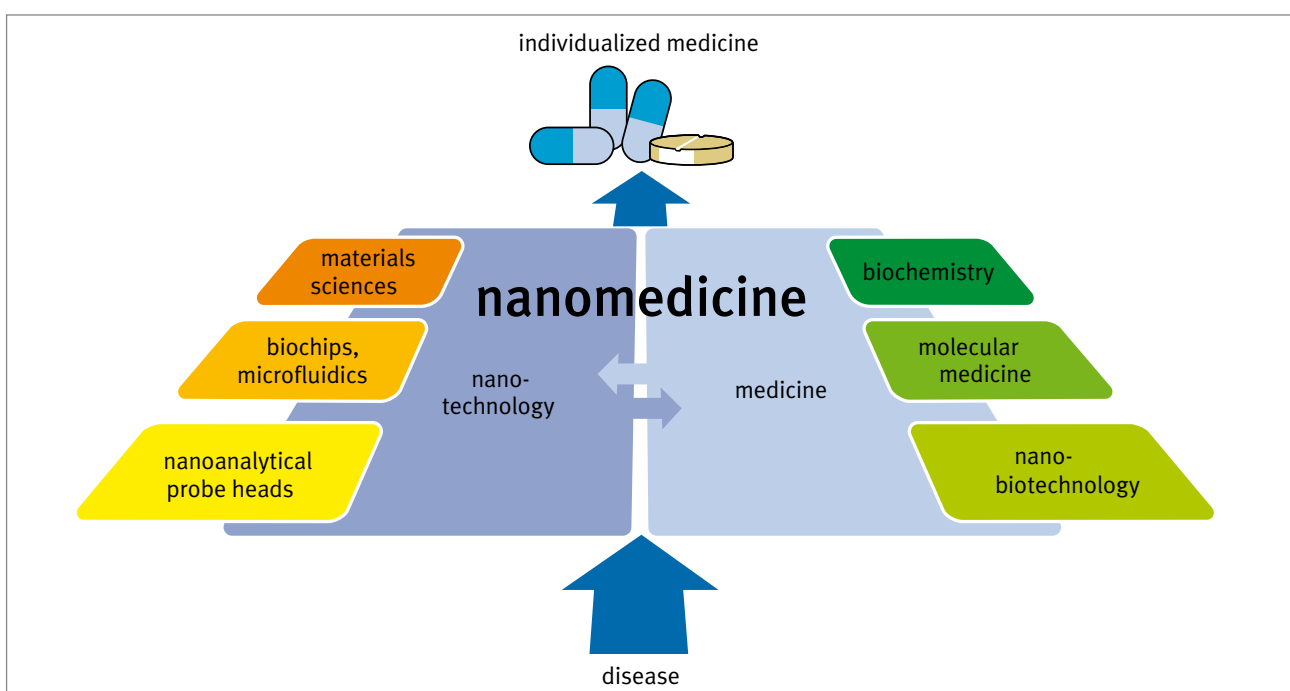 individualized medicine
materials
sciences
biochemistry
nanomedicine
biochips,
microfluidics
molecular
medicine
nano-
technology
medicine
nanoanalytical
probe heads
nano-
biotechnology
disease